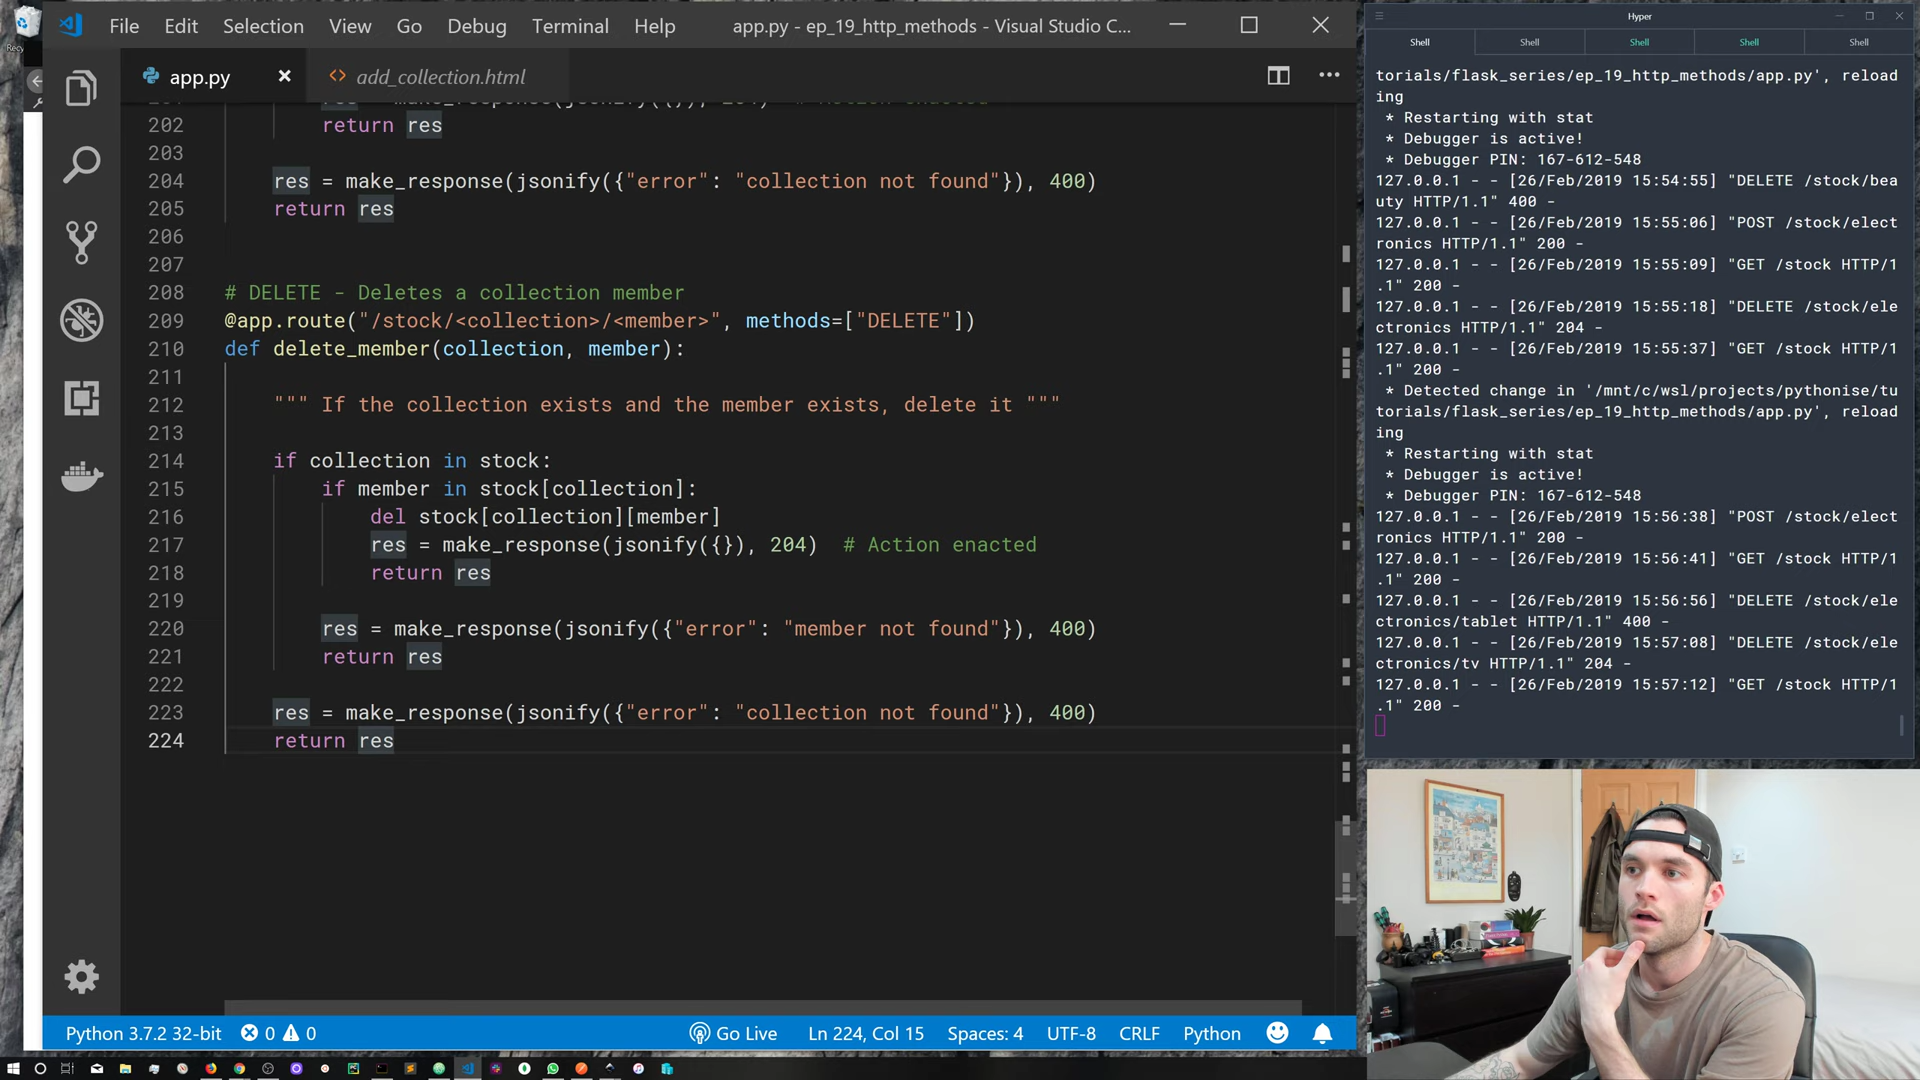 File Edit Selection View Go Debug Terminal Help app.py - ep_19_http_methods - Visual Studio C...
app.py
add_collection.html
202 return res
203
204 res = make_response(jsonify({"error": "collection not found"}), 400)
205 return res
206
207
208 # DELETE - Deletes a collection member
209 @app.route("/stock/<collection>/<member>", methods=["DELETE"])
210 def delete_member(collection, member):
211
212 """ If the collection exists and the member exists, delete it """
213
214 if collection in stock:
215 if member in stock[collection]:
216 del stock[collection][member]
217 res = make_response(jsonify({}), 204)  # Action enacted
218 return res
219
220 res = make_response(jsonify({"error": "member not found"}), 400)
221 return res
222
223 res = make_response(jsonify({"error": "collection not found"}), 400)
224 return res
Python 3.7.2 32-bit 0 0 Go Live Ln 224, Col 15 Spaces: 4 UTF-8 CRLF Python
Hyper
Shell Shell Shell Shell Shell
torials/flask_series/ep_19_http_methods/app.py', reload
ing
* Restarting with stat
* Debugger is active!
* Debugger PIN: 167-612-548
127.0.0.1 - - [26/Feb/2019 15:54:55] "DELETE /stock/bea
uty HTTP/1.1" 400 -
127.0.0.1 - - [26/Feb/2019 15:55:06] "POST /stock/elect
ronics HTTP/1.1" 200 -
127.0.0.1 - - [26/Feb/2019 15:55:09] "GET /stock HTTP/1
.1" 200 -
127.0.0.1 - - [26/Feb/2019 15:55:18] "DELETE /stock/ele
ctronics HTTP/1.1" 204 -
127.0.0.1 - - [26/Feb/2019 15:55:37] "GET /stock HTTP/1
.1" 200 -
* Detected change in '/mnt/c/wsl/projects/pythonise/tu
torials/flask_series/ep_19_http_methods/app.py', reload
ing
* Restarting with stat
* Debugger is active!
* Debugger PIN: 167-612-548
127.0.0.1 - - [26/Feb/2019 15:56:38] "POST /stock/elect
ronics HTTP/1.1" 200 -
127.0.0.1 - - [26/Feb/2019 15:56:41] "GET /stock HTTP/1
.1" 200 -
127.0.0.1 - - [26/Feb/2019 15:56:56] "DELETE /stock/ele
ctronics/tablet HTTP/1.1" 400 -
127.0.0.1 - - [26/Feb/2019 15:57:08] "DELETE /stock/ele
ctronics/tv HTTP/1.1" 204 -
127.0.0.1 - - [26/Feb/2019 15:57:12] "GET /stock HTTP/1
.1" 200 -